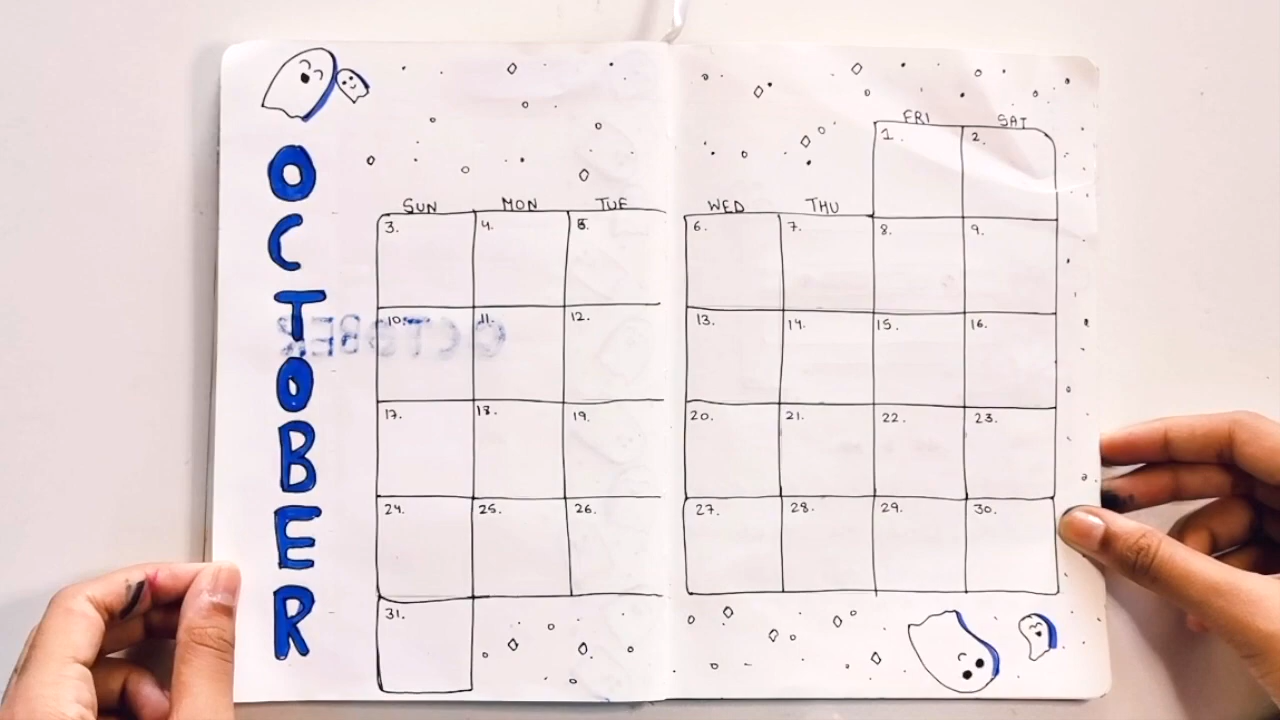 OCTOBER
FRI SAT
1. 2.
SUN MON TUE WED THU
3. 4. 5. 6. 7. 8. 9.
10. 11. 12. 13. 14. 15. 16.
OCTOBER
17. 18. 19. 20. 21. 22. 23.
24. 25. 26. 27. 28. 29. 30.
31.